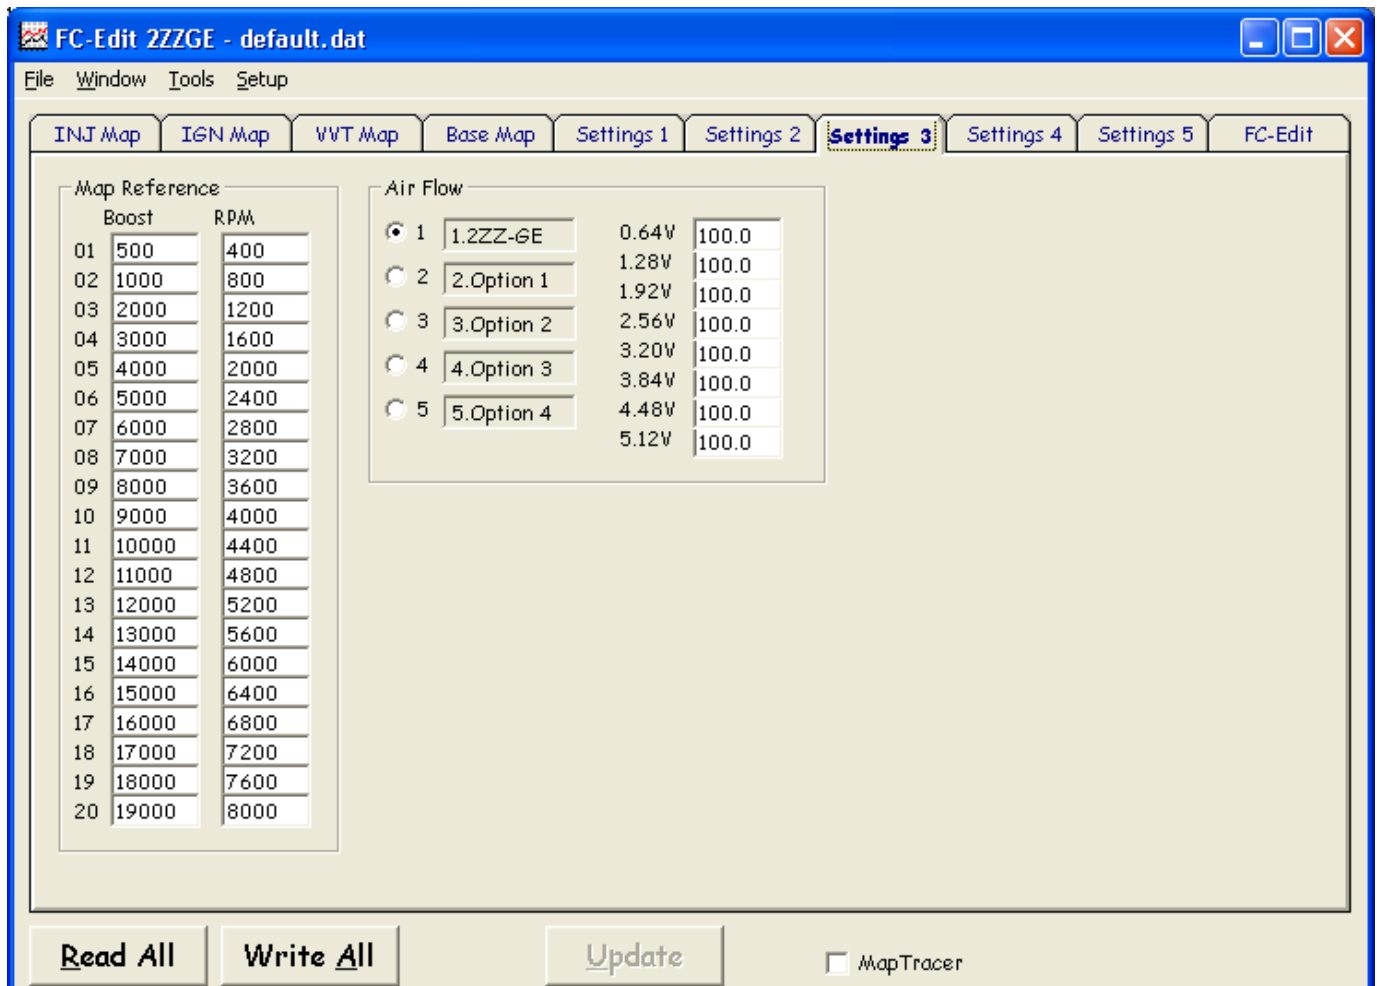 FC-Edit 2ZZGE - default.dat
File Window Tools Setup
INJ Map IGN Map VVT Map Base Map Settings 1 Settings 2 Settings 3 Settings 4 Settings 5 FC-Edit
Map Reference
Boost RPM
01 500 400
02 1000 800
03 2000 1200
04 3000 1600
05 4000 2000
06 5000 2400
07 6000 2800
08 7000 3200
09 8000 3600
10 9000 4000
11 10000 4400
12 11000 4800
13 12000 5200
14 13000 5600
15 14000 6000
16 15000 6400
17 16000 6800
18 17000 7200
19 18000 7600
20 19000 8000
Air Flow
1 1.2ZZ-GE
2 2.Option 1
3 3.Option 2
4 4.Option 3
5 5.Option 4
0.64V 100.0
1.28V 100.0
1.92V 100.0
2.56V 100.0
3.20V 100.0
3.84V 100.0
4.48V 100.0
5.12V 100.0
Read All Write All Update MapTracer